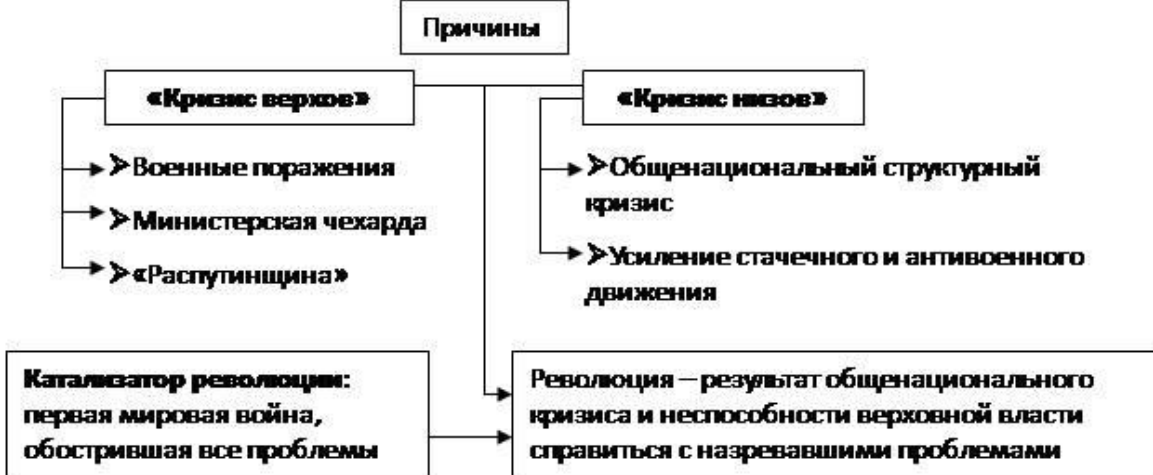 Причины
«Кризис верхов»
➤Военные поражения
➤Министерская чехарда
➤«Распутинщина»
«Кризис низов»
➤Общенациональный структурный
кризис
➤Усиление стачечного и антивоенного
движения
Катализатор революции:
первая мировая война,
обострившая все проблемы
Революция – результат общенационального
кризиса и неспособности верховной власти
справиться с назревавшими проблемами